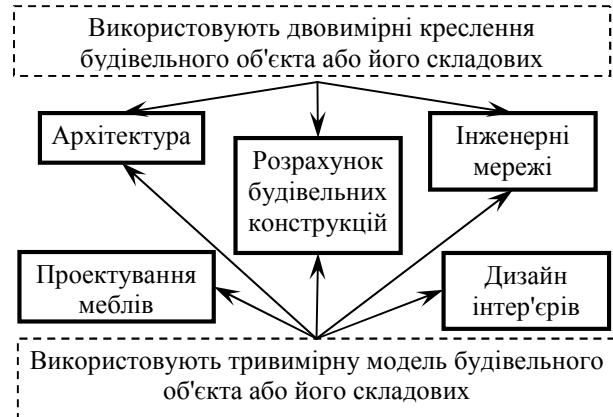 Використовують двовимірні креслення
будівельного об'єкта або його складових
Архітектура
Розрахунок
будівельних
конструкцій
Інженерні
мережі
Проектування
меблів
Дизайн
інтер'єрів
Використовують тривимірну модель будівельного
об'єкта або його складових